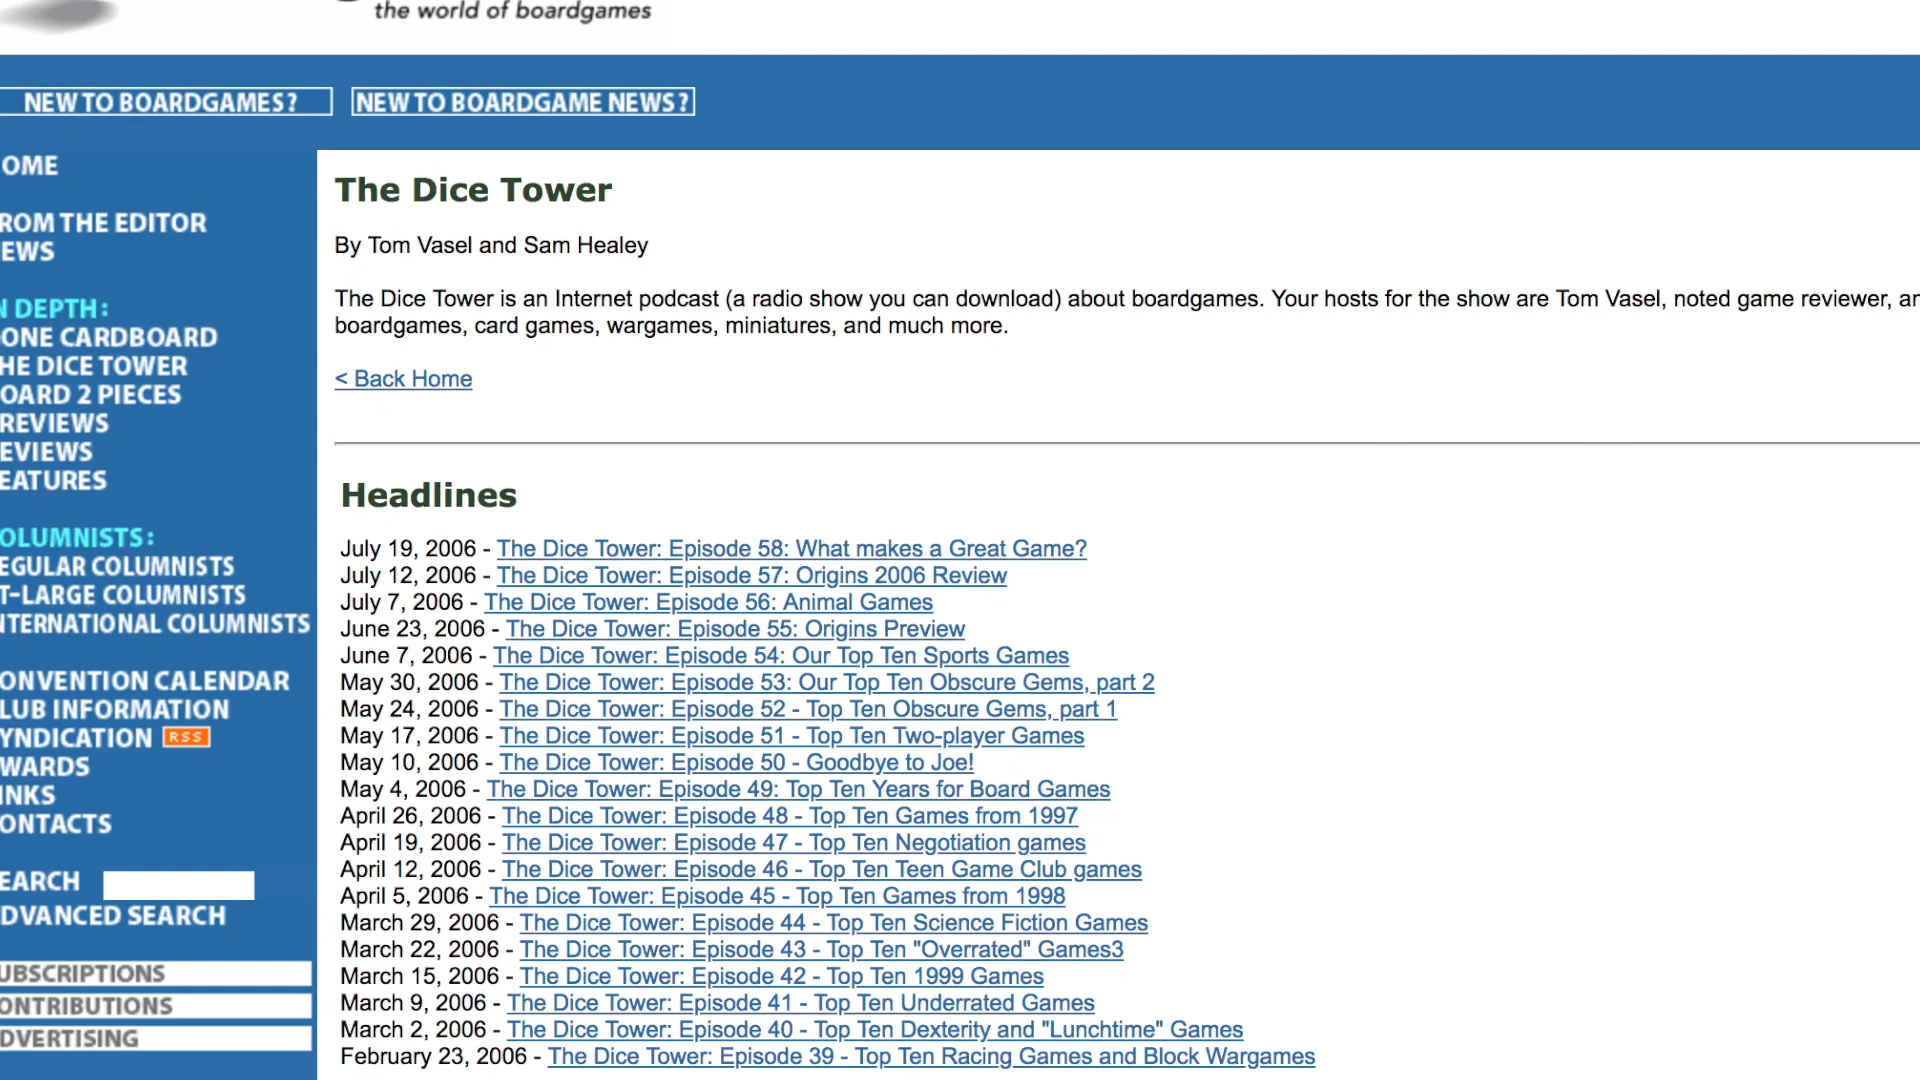 the world of boardgames
NEW TO BOARDGAMES?
NEW TO BOARDGAME NEWS?
OME
ROM THE EDITOR
EWS
N DEPTH:
ONE CARDBOARD
HE DICE TOWER
OARD 2 PIECES
REVIEWS
EVIEWS
EATURES
OLUMNISTS:
EGULAR COLUMNISTS
T-LARGE COLUMNISTS
NTERNATIONAL COLUMNISTS
ONVENTION CALENDAR
LUB INFORMATION
YNDICATION RSS
WARDS
INKS
ONTACTS
EARCH
DVANCED SEARCH
UBSCRIPTIONS
ONTRIBUTIONS
DVERTISING
The Dice Tower
By Tom Vasel and Sam Healey
The Dice Tower is an Internet podcast (a radio show you can download) about boardgames. Your hosts for the show are Tom Vasel, noted game reviewer, an
boardgames, card games, wargames, miniatures, and much more.
< Back Home
Headlines
July 19, 2006 - The Dice Tower: Episode 58: What makes a Great Game?
July 12, 2006 - The Dice Tower: Episode 57: Origins 2006 Review
July 7, 2006 - The Dice Tower: Episode 56: Animal Games
June 23, 2006 - The Dice Tower: Episode 55: Origins Preview
June 7, 2006 - The Dice Tower: Episode 54: Our Top Ten Sports Games
May 30, 2006 - The Dice Tower: Episode 53: Our Top Ten Obscure Gems, part 2
May 24, 2006 - The Dice Tower: Episode 52 - Top Ten Obscure Gems, part 1
May 17, 2006 - The Dice Tower: Episode 51 - Top Ten Two-player Games
May 10, 2006 - The Dice Tower: Episode 50 - Goodbye to Joe!
May 4, 2006 - The Dice Tower: Episode 49: Top Ten Years for Board Games
April 26, 2006 - The Dice Tower: Episode 48 - Top Ten Games from 1997
April 19, 2006 - The Dice Tower: Episode 47 - Top Ten Negotiation games
April 12, 2006 - The Dice Tower: Episode 46 - Top Ten Teen Game Club games
April 5, 2006 - The Dice Tower: Episode 45 - Top Ten Games from 1998
March 29, 2006 - The Dice Tower: Episode 44 - Top Ten Science Fiction Games
March 22, 2006 - The Dice Tower: Episode 43 - Top Ten "Overrated" Games3
March 15, 2006 - The Dice Tower: Episode 42 - Top Ten 1999 Games
March 9, 2006 - The Dice Tower: Episode 41 - Top Ten Underrated Games
March 2, 2006 - The Dice Tower: Episode 40 - Top Ten Dexterity and "Lunchtime" Games
February 23, 2006 - The Dice Tower: Episode 39 - Top Ten Racing Games and Block Wargames